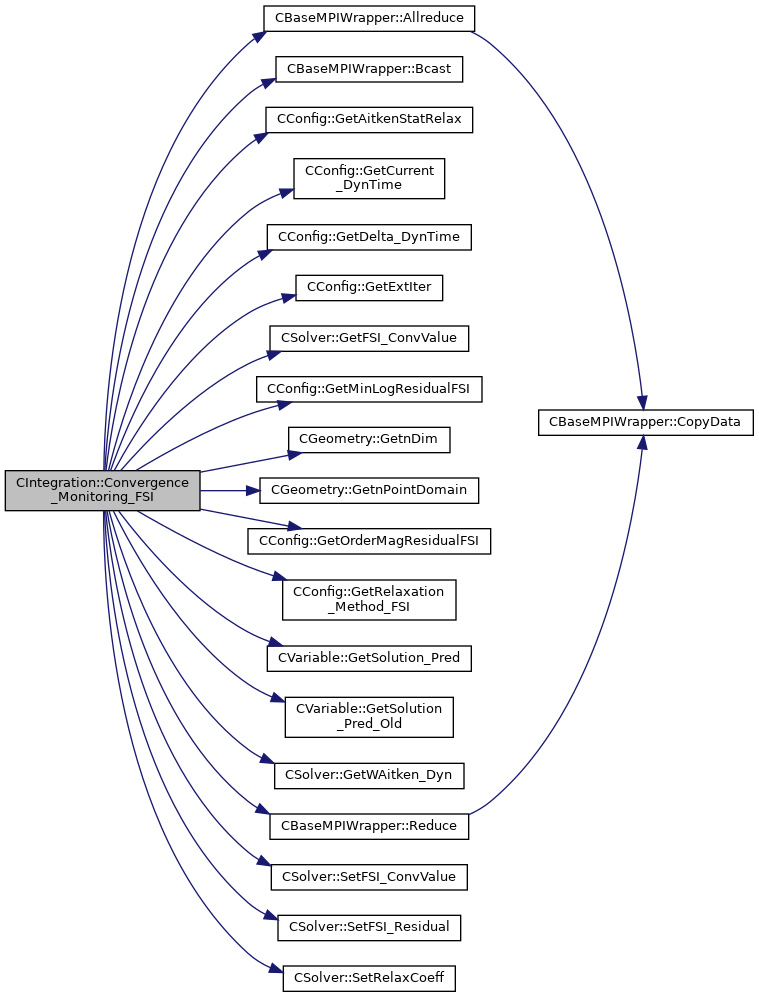 CBaseMPIWrapper::Allreduce
CBaseMPIWrapper::Bcast
CConfig::GetAitkenStatRelax
CConfig::GetCurrent
_DynTime
CConfig::GetDelta_DynTime
CConfig::GetExtIter
CSolver::GetFSI_ConvValue
CConfig::GetMinLogResidualFSI
CBaseMPIWrapper::CopyData
CGeometry::GetnDim
CIntegration::Convergence
_Monitoring_FSI
CGeometry::GetnPointDomain
CConfig::GetOrderMagResidualFSI
CConfig::GetRelaxation
_Method_FSI
CVariable::GetSolution_Pred
CVariable::GetSolution
_Pred_Old
CSolver::GetWAitken_Dyn
CBaseMPIWrapper::Reduce
CSolver::SetFSI_ConvValue
CSolver::SetFSI_Residual
CSolver::SetRelaxCoeff